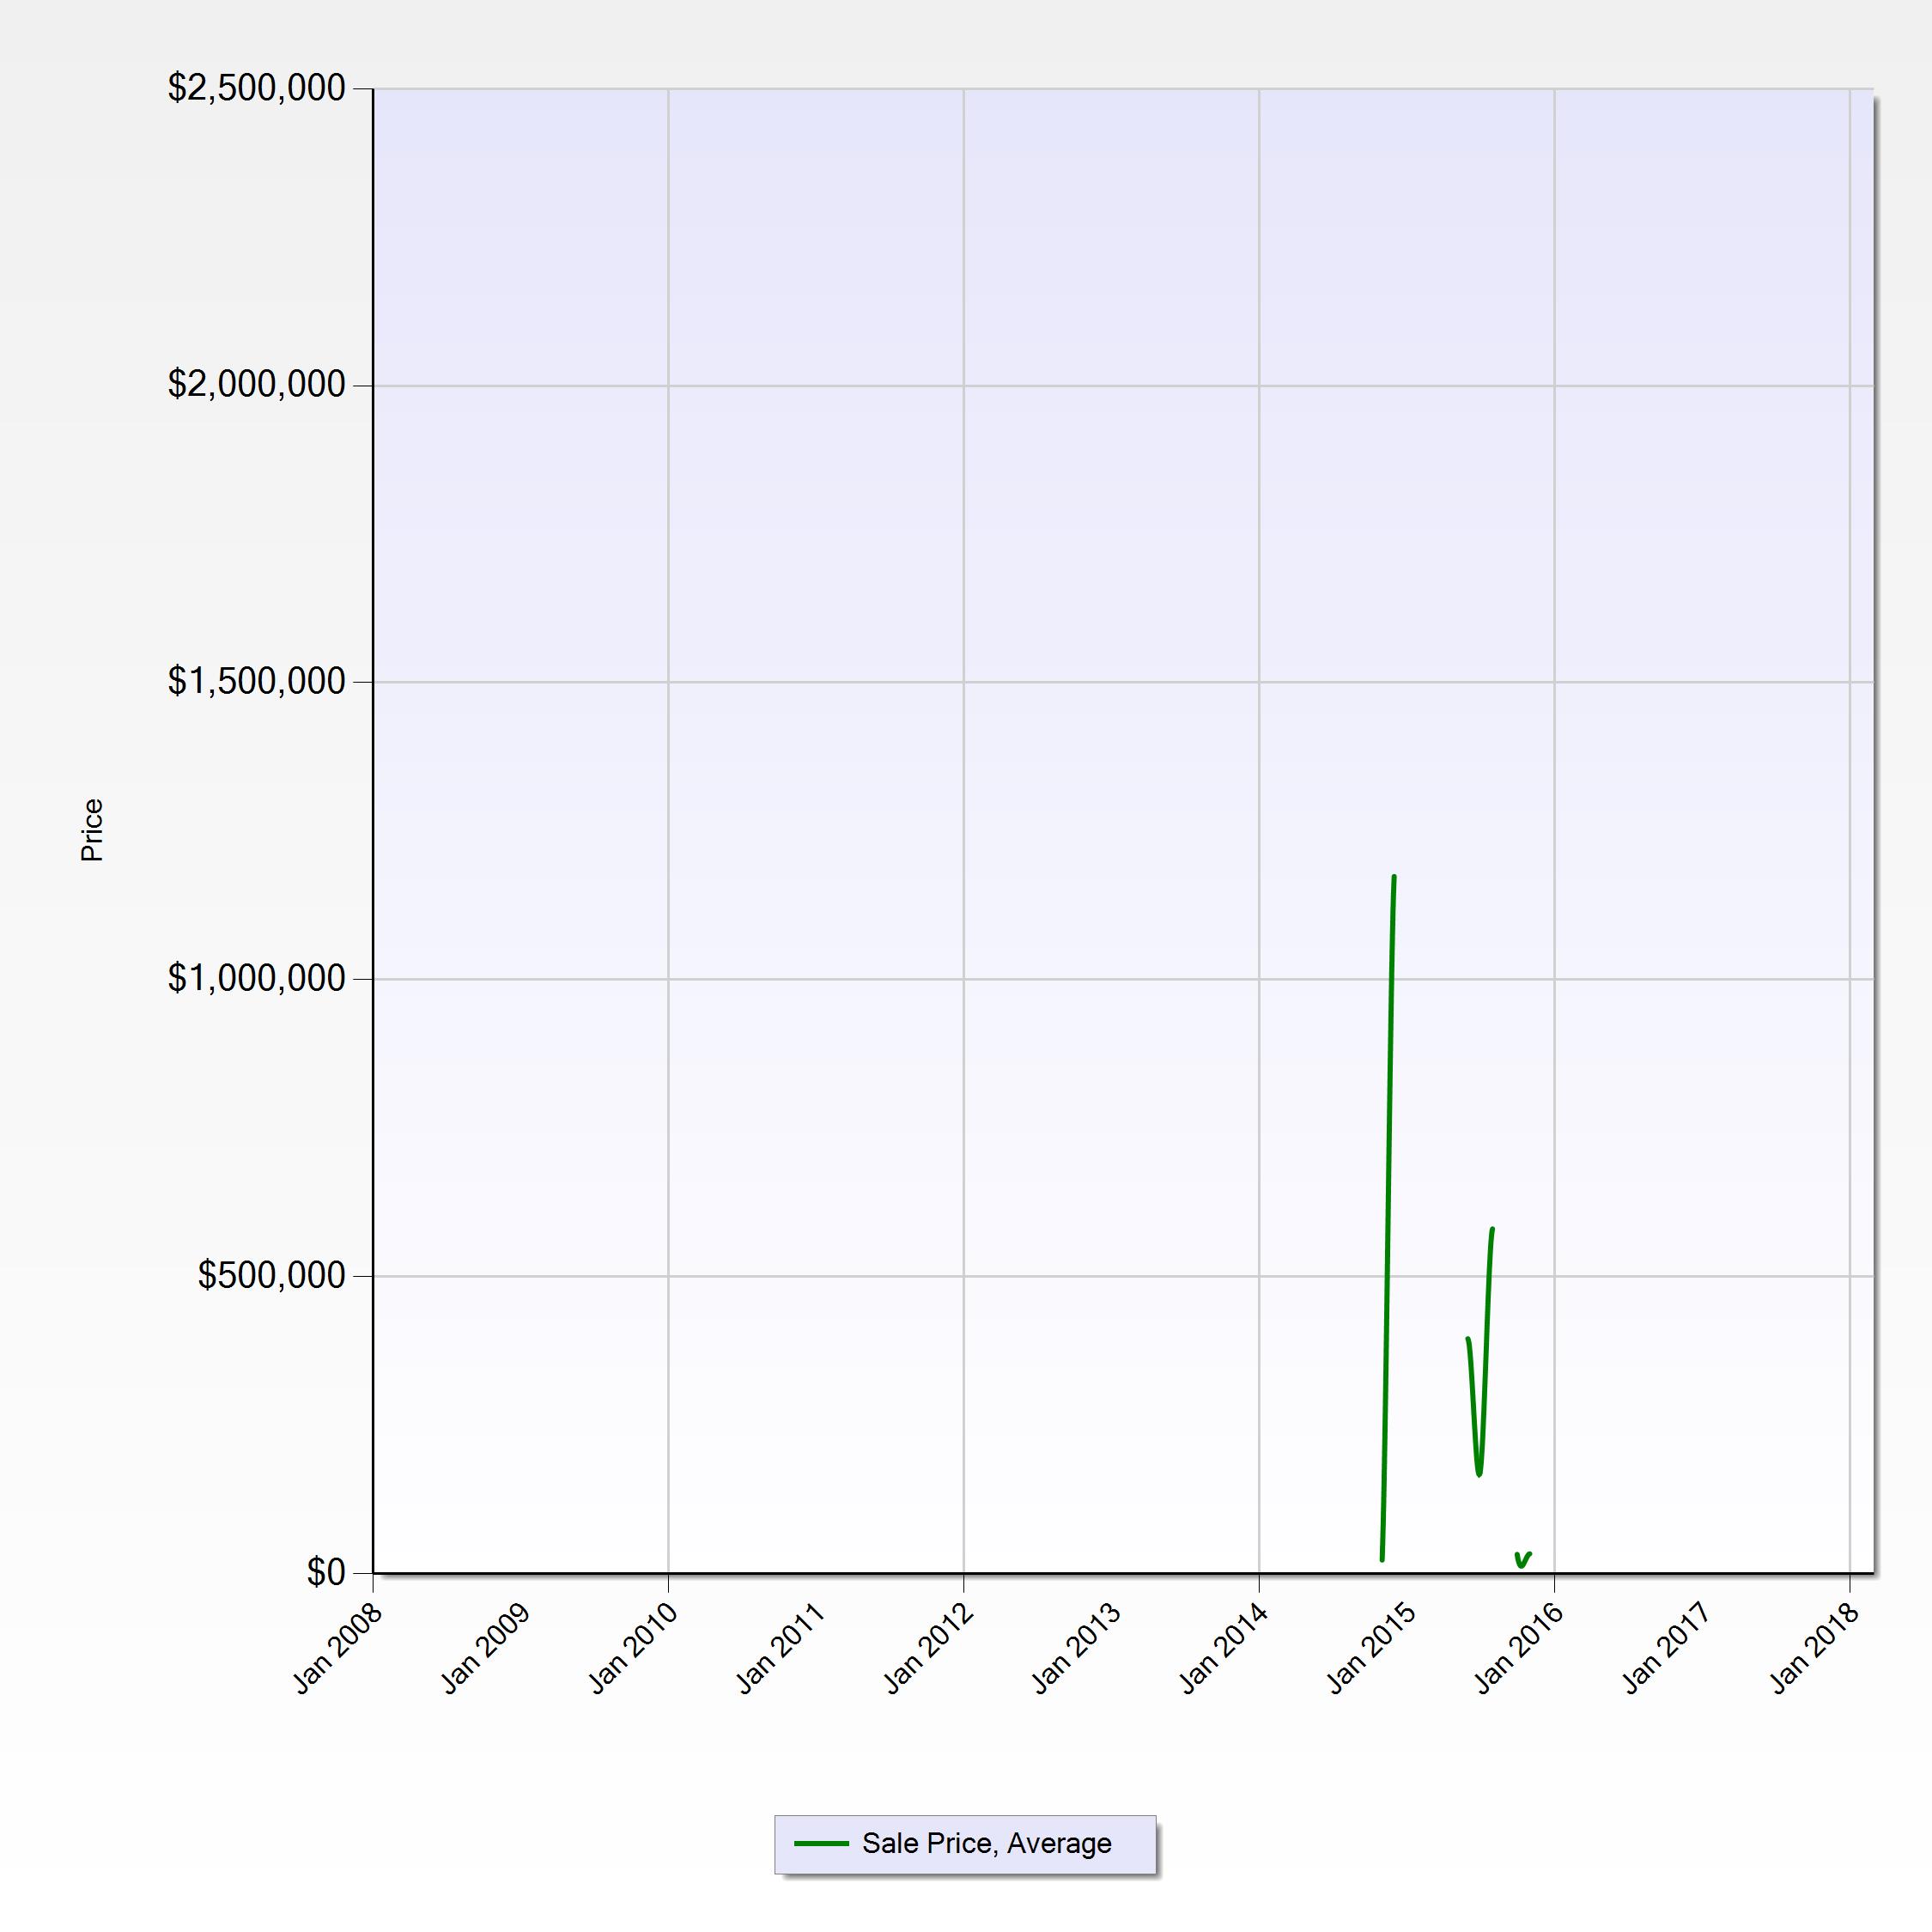 $2,500,000
$2,000,000
$1,500,000
$1,000,000
$500,000
$0
Price
Jan 2008
Jan 2009
Jan 2010
Jan 2011
Jan 2012
Jan 2013
Jan 2014
Jan 2015
Jan 2016
Jan 2017
Jan 2018
Sale Price, Average